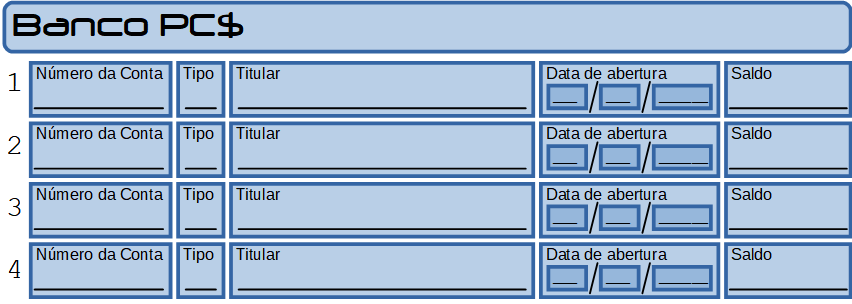 Banco PC$
1 Número da Conta Tipo Titular Data de abertura Saldo
/ /
2 Número da Conta Tipo Titular Data de abertura Saldo
/ /
3 Número da Conta Tipo Titular Data de abertura Saldo
/ /
4 Número da Conta Tipo Titular Data de abertura Saldo
/ /